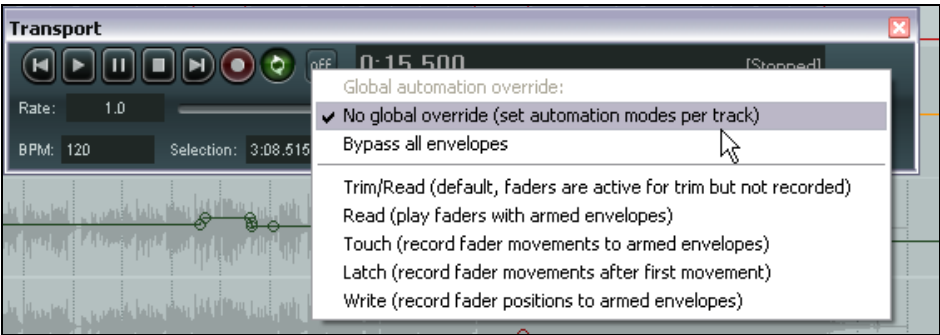 Transport
off
0:15.500
[Stopped]
Global automation override:
Rate: 1.0
No global override (set automation modes per track)
BPM: 120
Selection: 3:08.515
Bypass all envelopes
Trim/Read (default, faders are active for trim but not recorded)
Read (play faders with armed envelopes)
Touch (record fader movements to armed envelopes)
Latch (record fader movements after first movement)
Write (record fader positions to armed envelopes)